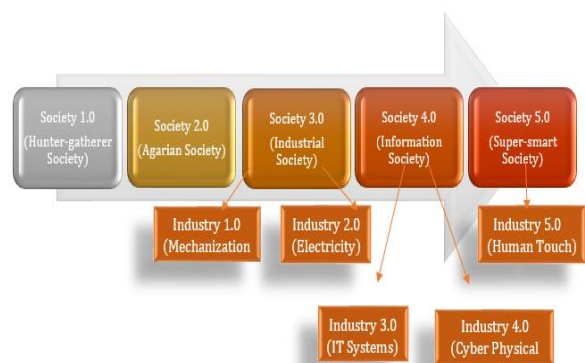 Society 1.0
(Hunter-gatherer
Society)
Society 2.0
(Agarian Society)
Society 3.0
(Industrial
Society)
Society 4.0
(Information
Society)
Society 5.0
(Super-smart
Society)
Industry 1.0
(Mechanization
Industry 2.0
(Electricity)
Industry 5.0
(Human Touch)
Industry 3.0
(IT Systems)
Industry 4.0
(Cyber Physical